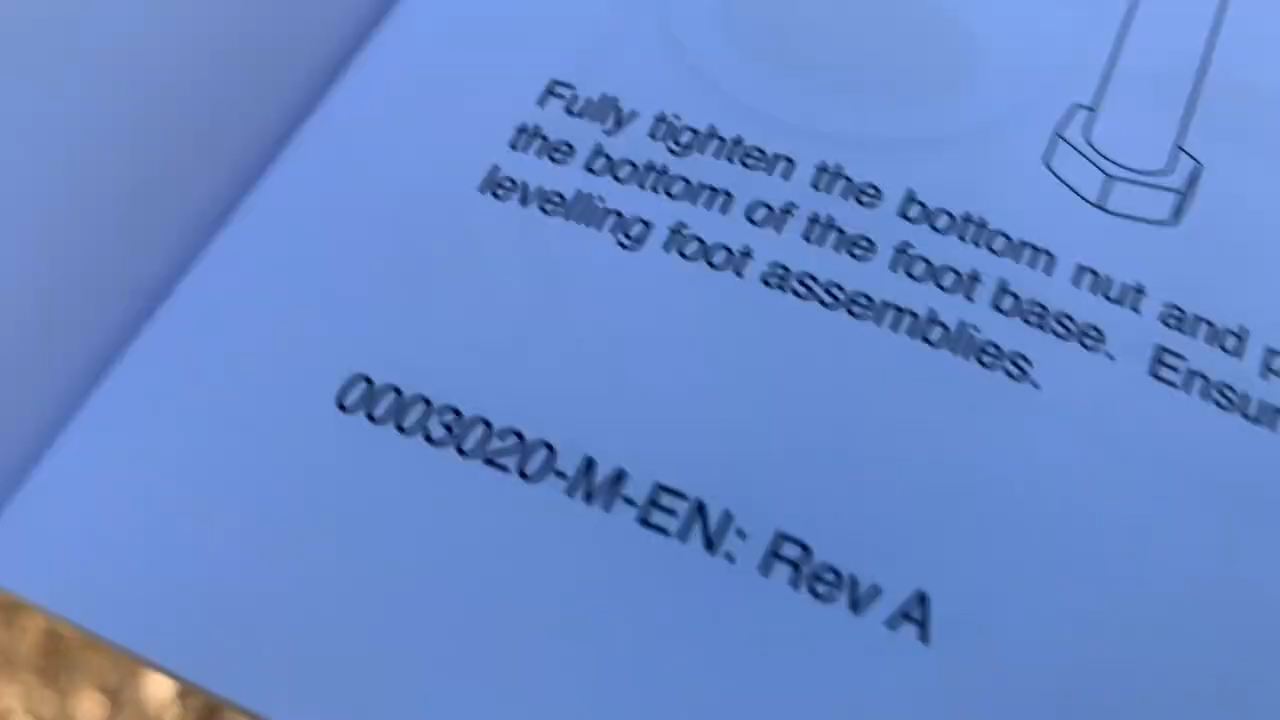 Fully tighten the bottom nut and
the bottom of the foot base. Ensur
levelling foot assemblies.
0003020-M-EN: Rev A